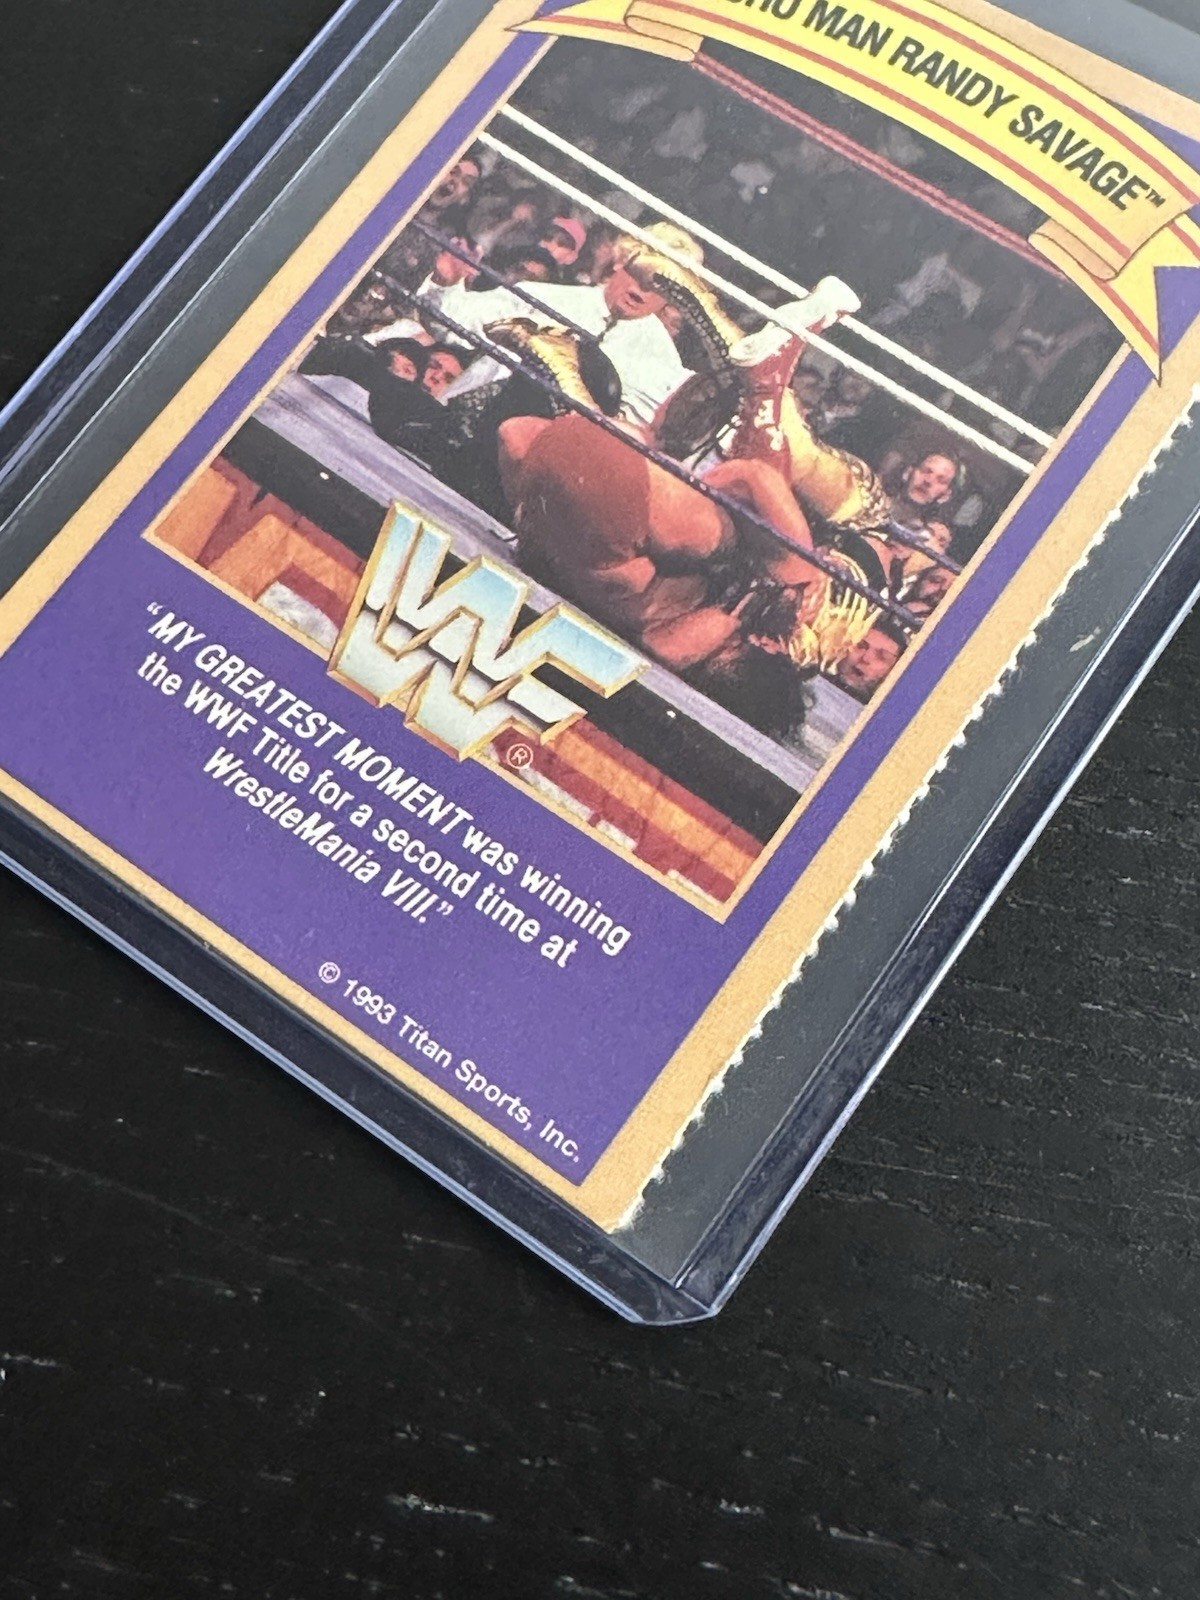 MAN RANDY SAVAGE™
WWF®
“MY GREATEST MOMENT was winning
the WWF Title for a second time at
WrestleMania VIII.”
© 1993 Titan Sports, Inc.